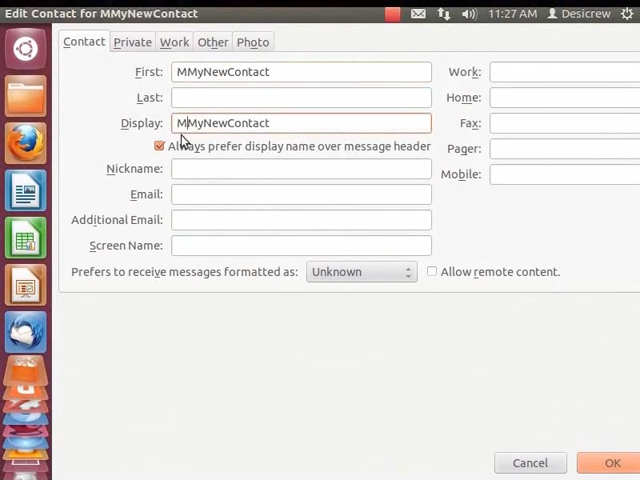 Edit Contact for MMyNewContact 11:27 AM Desicrew
Contact Private Work Other Photo
First: MMyNewContact Work:
Last: Home:
Display: MMyNewContact Fax:
Always prefer display name over message header Pager:
Nickname: Mobile:
Email:
Additional Email:
Screen Name:
Prefers to receive messages formatted as: Unknown Allow remote content.
Cancel OK